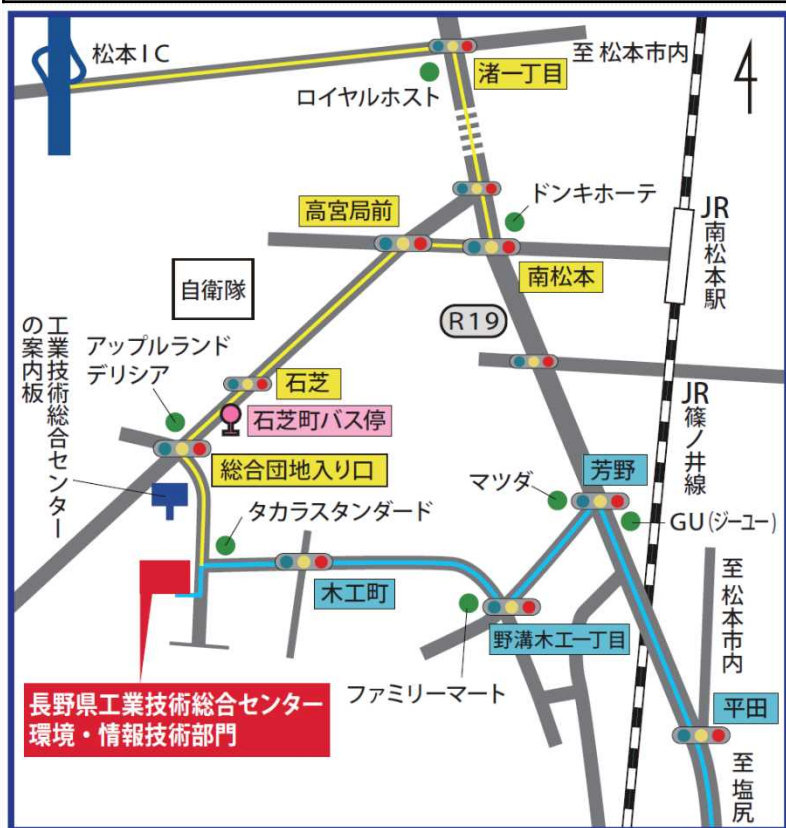 松本IC
至 松本市内
渚一丁目
ロイヤルホスト
ドンキホーテ
高宮局前
JR
南松本駅
南松本
自衛隊
R19
工業技術総合センター
の案内板
アップルランド
デリシア
石芝
石芝町バス停
JR
篠ノ井線
総合団地入り口
芳野
マツダ
タカラスタンダード
GU(ジーユー)
木工町
至 松本市内
野溝木工一丁目
ファミリーマート
長野県工業技術総合センター
環境・情報技術部門
平田
至 塩尻